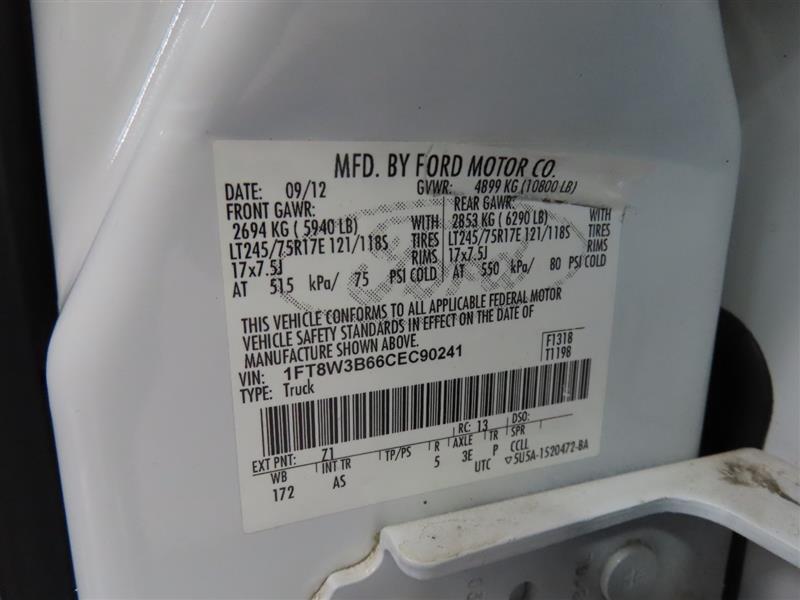 MFD. BY FORD MOTOR CO.
DATE: 09/12 GVWR: 4899 KG (10800 LB)
FRONT GAWR: REAR GAWR:
2694 KG ( 5940 LB) WITH 2853 KG ( 6290 LB) WITH
LT245/75R17E 121/118S TIRES LT245/75R17E 121/118S TIRES
17x7.5J RIMS 17x7.5J RIMS
AT 515 kPa/ 75 PSI COLD AT 550 kPa/ 80 PSI COLD
Ford
THIS VEHICLE CONFORMS TO ALL APPLICABLE FEDERAL MOTOR
VEHICLE SAFETY STANDARDS IN EFFECT ON THE DATE OF
MANUFACTURE SHOWN ABOVE.
VIN: 1FT8W3B66CEC90241 F1318
TYPE: Truck T1198
EXT PNT: Z1 RC: 13 DSO:
WB INT TR TP/PS R AXLE TR SPR
172 AS 5 3E P CCLL
UTC ▽5U5A-1520472-BA